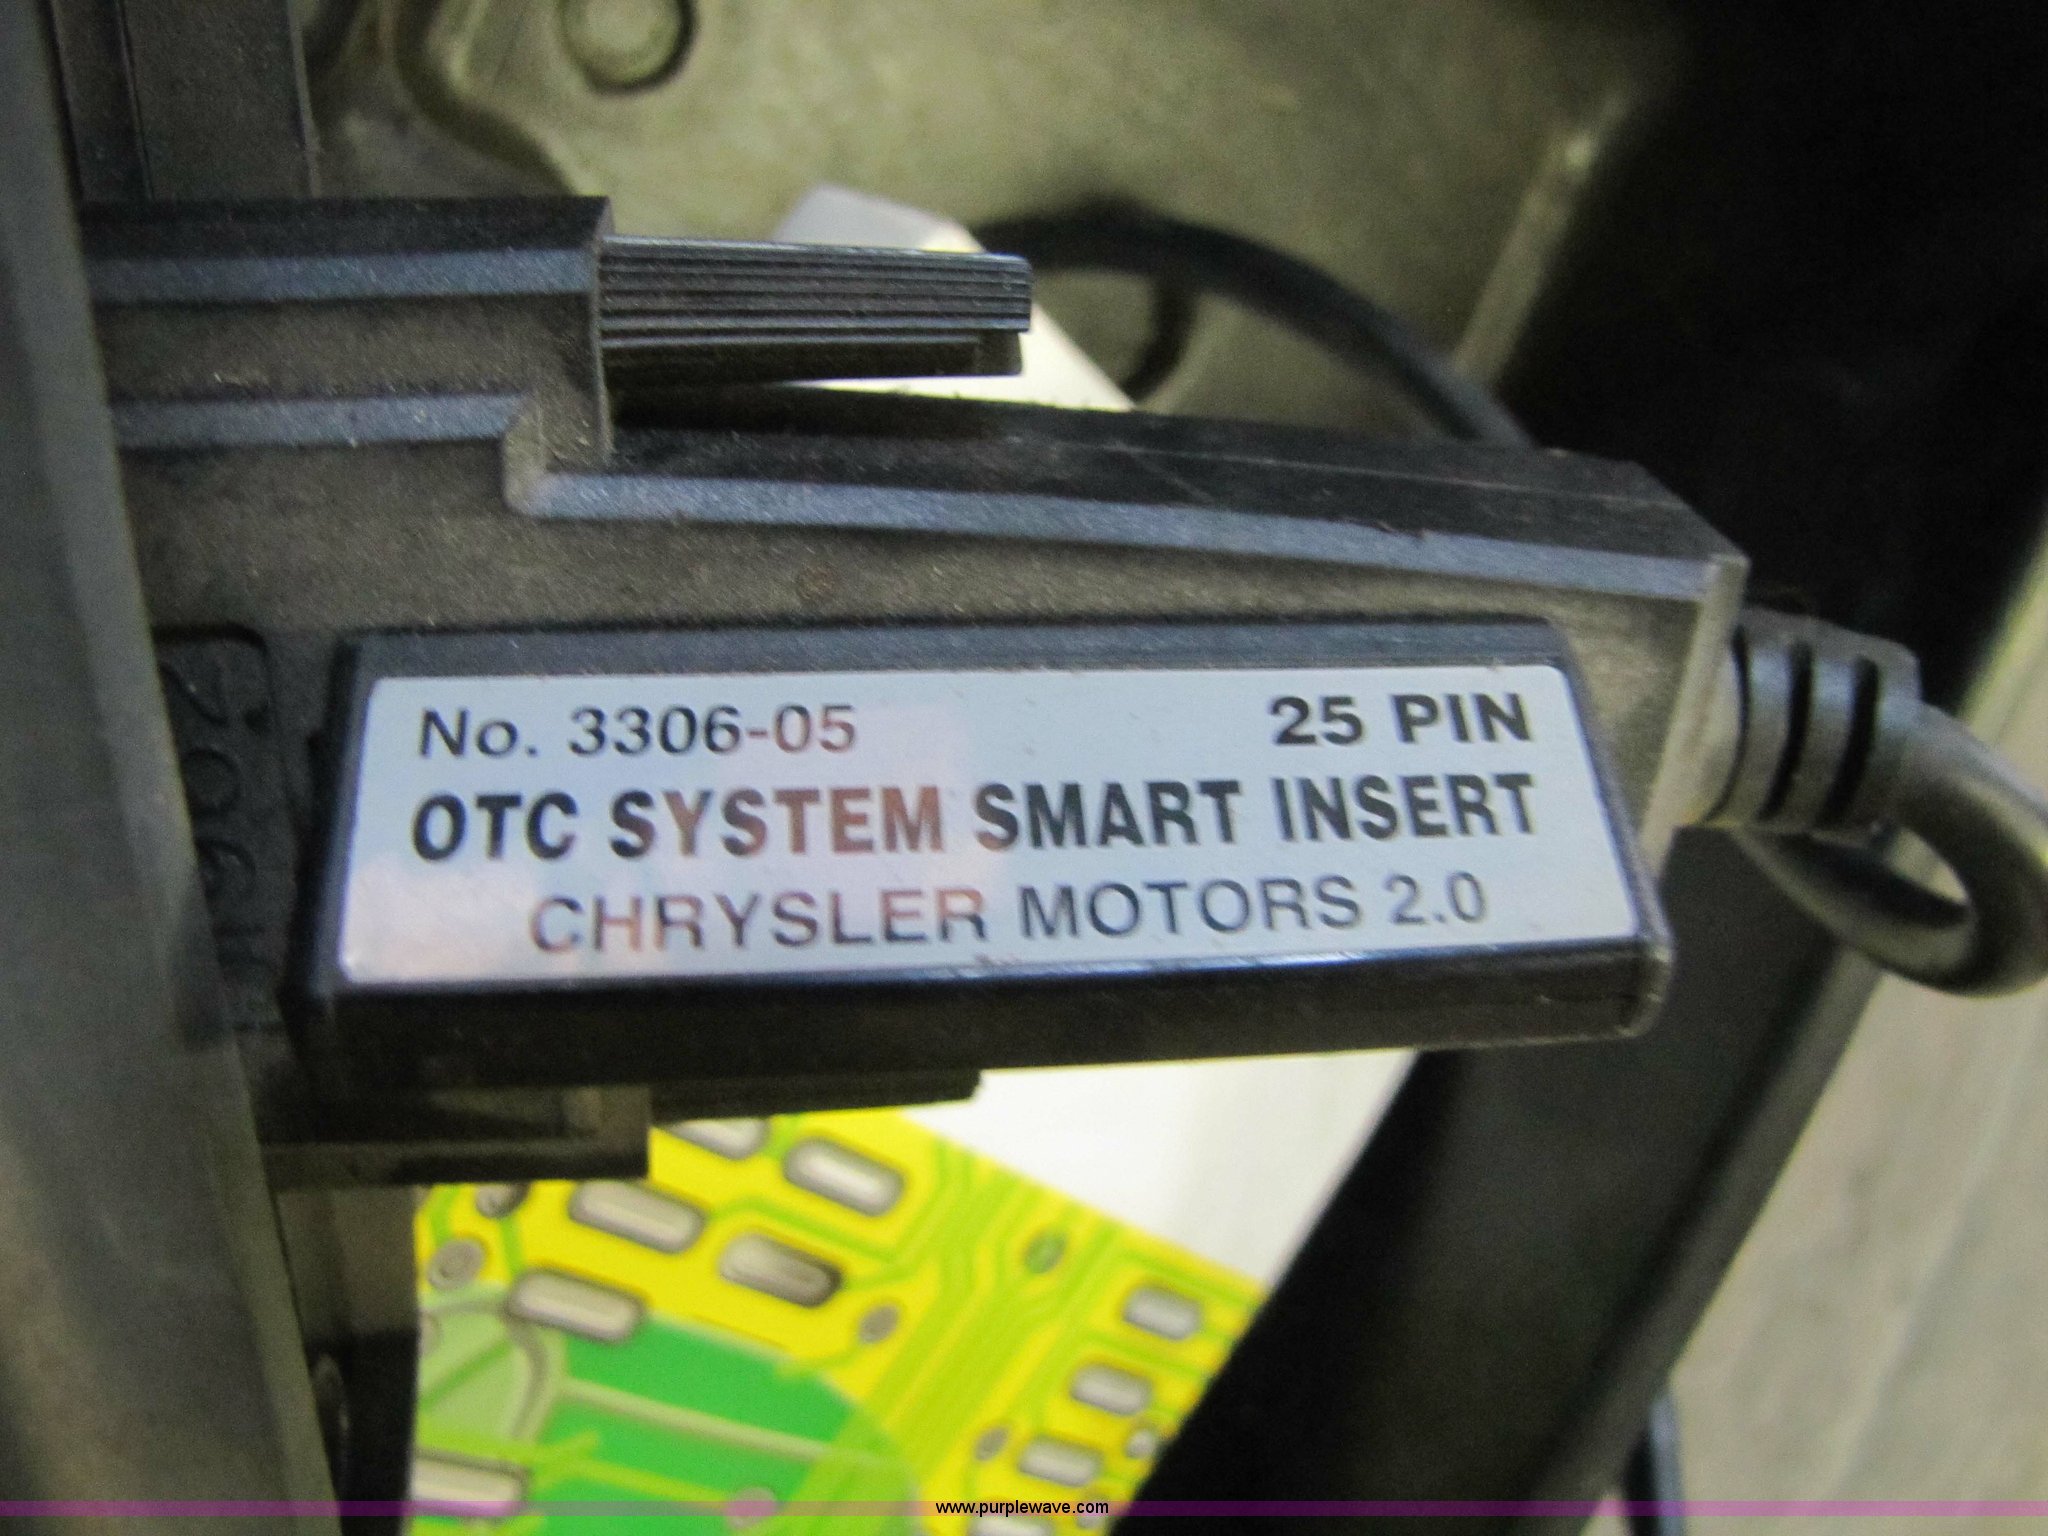 No. 3306-05 25 PIN
OTC SYSTEM SMART INSERT
CHRYSLER MOTORS 2.0
www.purplewave.com